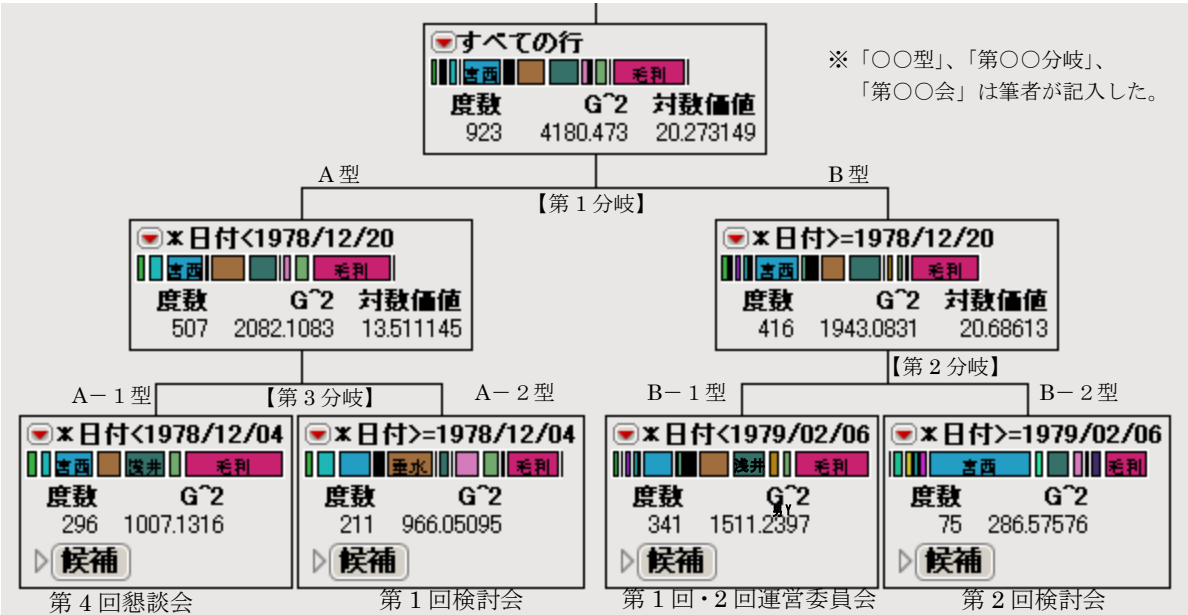 すべての行
宮西 毛利
度数 G^2 対数価値
923 4180.473 20.273149
※「○○型」、「第○○分岐」、
「第○○会」は筆者が記入した。
A型
B型
【第1分岐】
日付<1978/12/20
宮西 毛利
度数 G^2 対数価値
507 2082.1083 13.511145
日付>=1978/12/20
宮西 毛利
度数 G^2 対数価値
416 1943.0831 20.68613
【第3分岐】
【第2分岐】
A-1型
A-2型
B-1型
B-2型
日付<1978/12/04
宮西 浅井 毛利
度数 G^2
296 1007.1316
候補
第4回懇談会
日付>=1978/12/04
垂水 毛利
度数 G^2
211 966.05095
候補
第1回検討会
日付<1979/02/06
浅井 毛利
度数 G^2
341 1511.2397
候補
第1回・2回運営委員会
日付>=1979/02/06
宮西 毛利
度数 G^2
75 286.57576
候補
第2回検討会